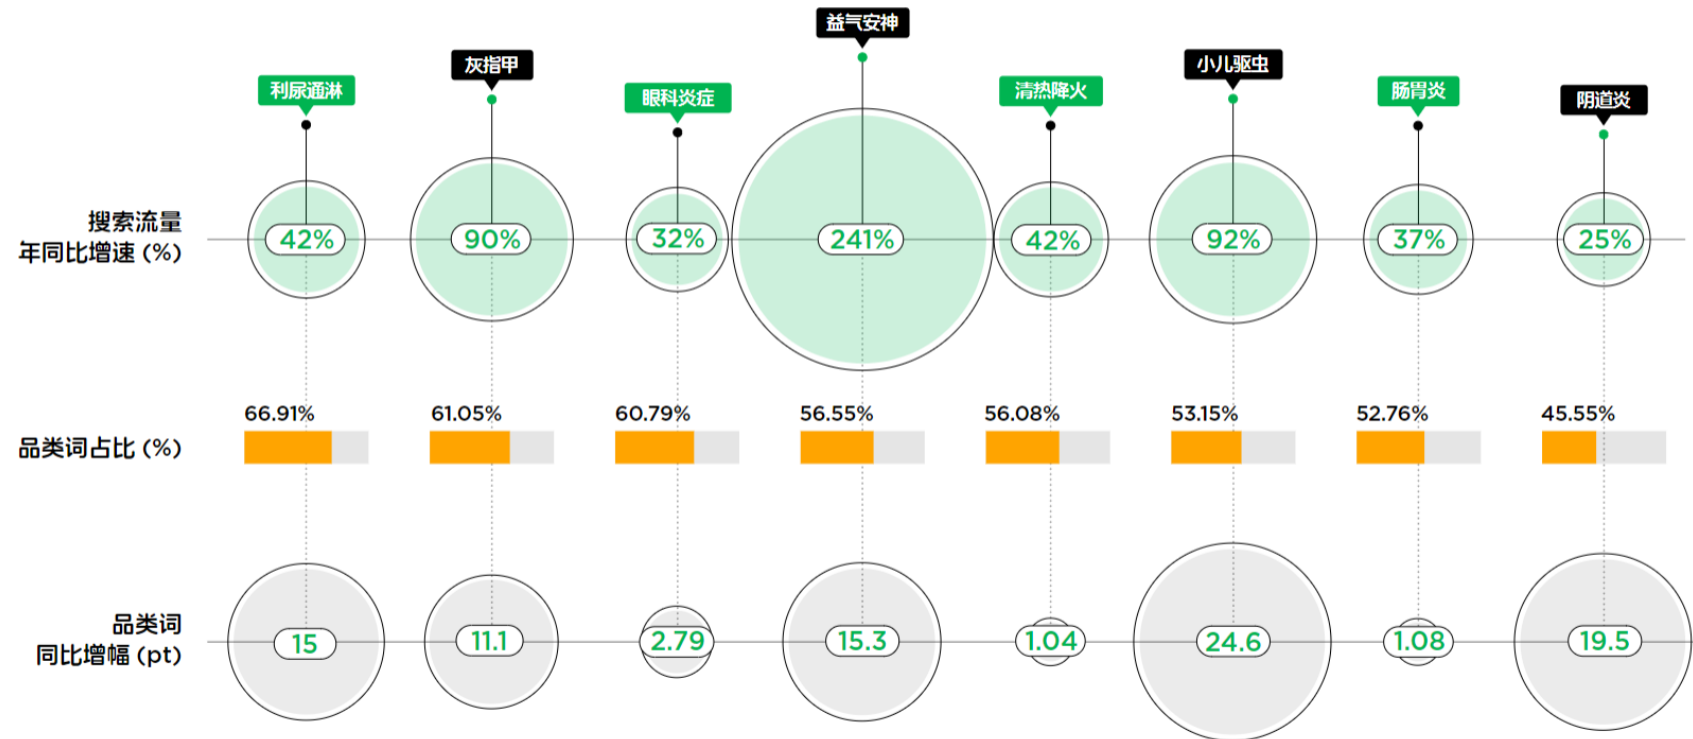 益气安神
灰指甲
小儿驱虫
利尿通淋
眼科炎症
清热降火
肠胃炎
阴道炎
搜索流量
年同比增速 (%)
42%
90%
32%
241%
42%
92%
37%
25%
品类词占比 (%)
66.91%
61.05%
60.79%
56.55%
56.08%
53.15%
52.76%
45.55%
品类词
同比增幅 (pt)
15
11.1
2.79
15.3
1.04
24.6
1.08
19.5